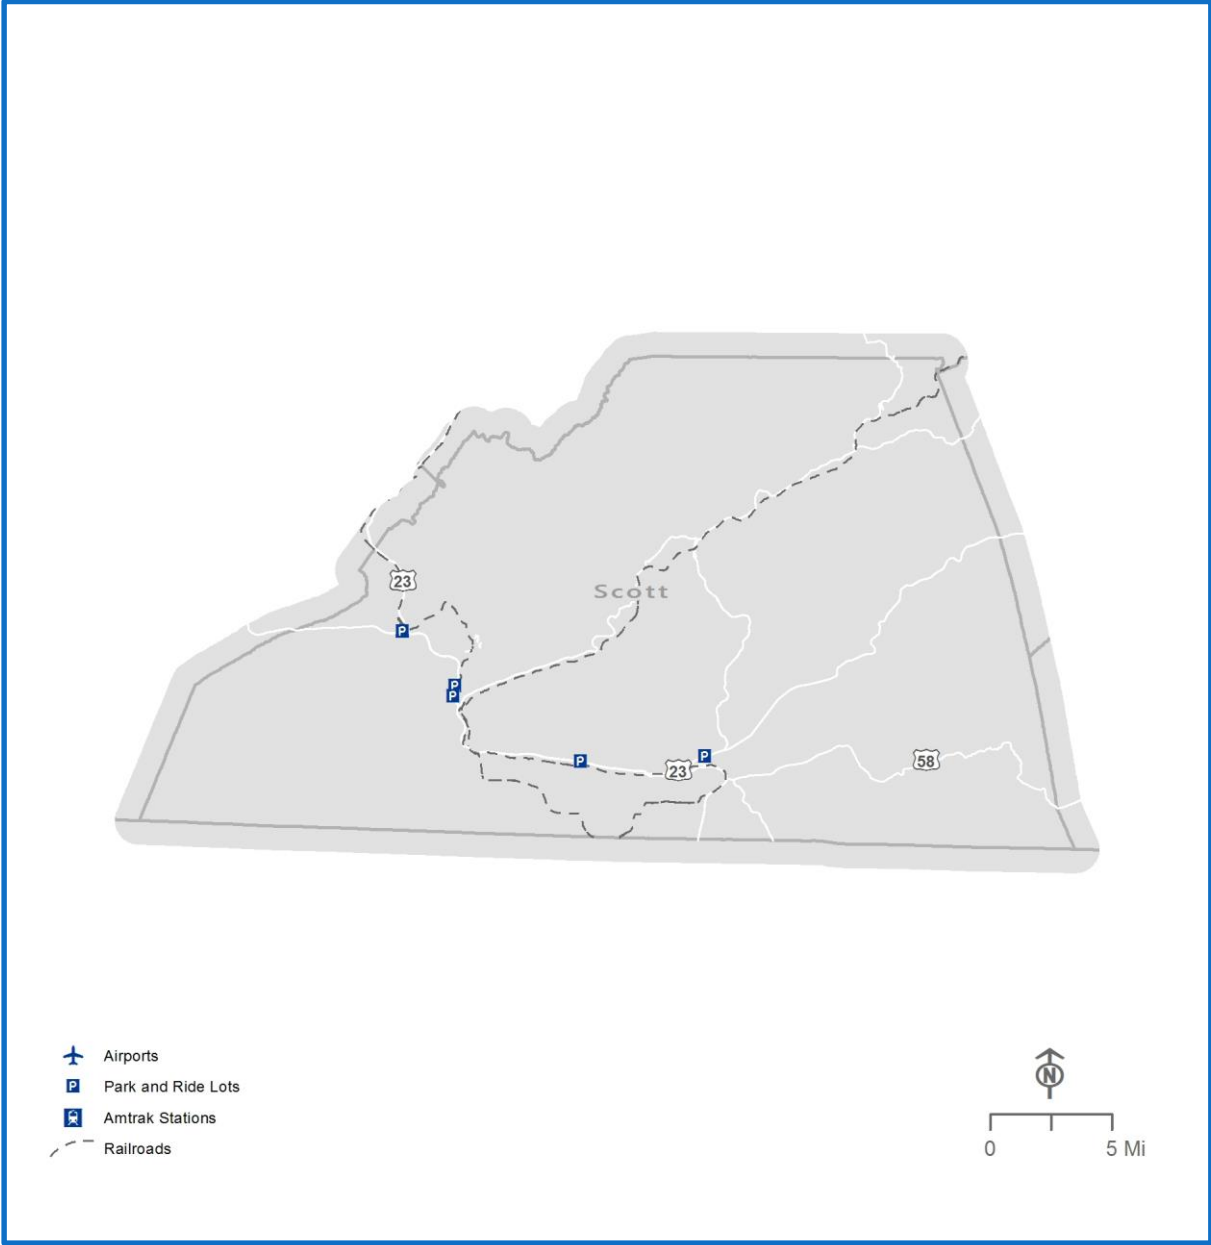 23
Scott
P
P
P
P
P
23
58
Airports
P Park and Ride Lots
Amtrak Stations
Railroads
N
0 5 Mi